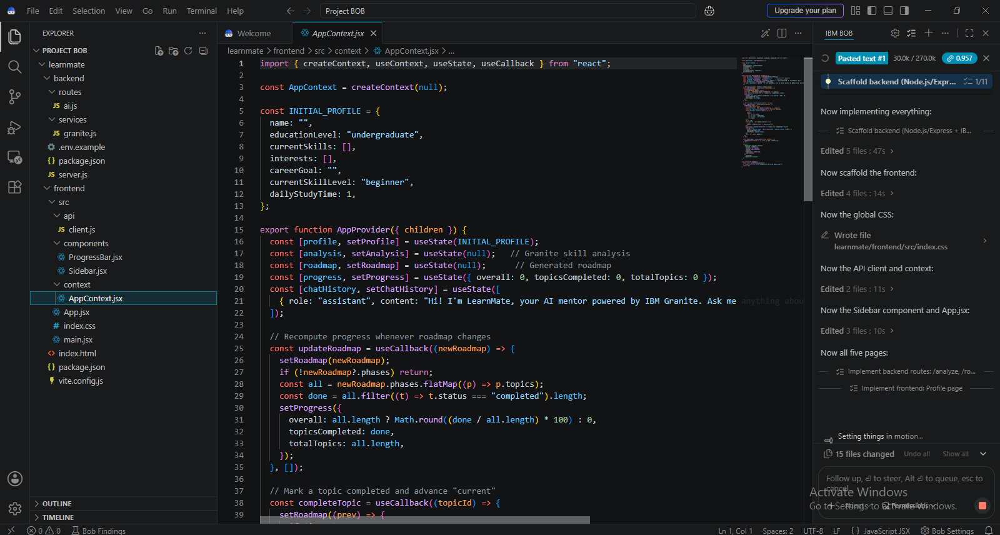 File Edit Selection View Go Run Terminal Help
Project BOB
Upgrade your plan
EXPLORER
PROJECT BOB
learnmate
backend
routes
JS ai.js
services
JS granite.js
.env.example
{} package.json
JS server.js
frontend
src
api
JS client.js
components
ProgressBar.jsx
Sidebar.jsx
context
AppContext.jsx
App.jsx
# index.css
main.jsx
<> index.html
{} package.json
vite.config.js
OUTLINE
TIMELINE
Welcome
AppContext.jsx
learnmate > frontend > src > context > AppContext.jsx > ...
1 import { createContext, useContext, useState, useCallback } from "react";
2
3 const AppContext = createContext(null);
4
5 const INITIAL_PROFILE = {
6 name: "",
7 educationLevel: "undergraduate",
8 currentSkills: [],
9 interests: [],
10 careerGoal: "",
11 currentSkillLevel: "beginner",
12 dailyStudyTime: 1,
13 };
14
15 export function AppProvider({ children }) {
16 const [profile, setProfile] = useState(INITIAL_PROFILE);
17 const [analysis, setAnalysis] = useState(null); // Granite skill analysis
18 const [roadmap, setRoadmap] = useState(null); // Generated roadmap
19 const [progress, setProgress] = useState({ overall: 0, topicsCompleted: 0, totalTopics: 0 });
20 const [chatHistory, setChatHistory] = useState([
21 { role: "assistant", content: "Hi! I'm LearnMate, your AI mentor powered by IBM Granite. Ask me anything abou
22 ]);
23
24 // Recompute progress whenever roadmap changes
25 const updateRoadmap = useCallback((newRoadmap) => {
26 setRoadmap(newRoadmap);
27 if (!newRoadmap?.phases) return;
28 const all = newRoadmap.phases.flatMap((p) => p.topics);
29 const done = all.filter((t) => t.status === "completed").length;
30 setProgress({
31 overall: all.length ? Math.round((done / all.length) * 100) : 0,
32 topicsCompleted: done,
33 totalTopics: all.length,
34 });
35 }, []);
36
37 // Mark a topic completed and advance "current"
38 const completeTopic = useCallback((topicId) => {
39 setRoadmap((prev) => {
IBM BOB
Pasted text #1 30.0k / 270.0k 0.957
Scaffold backend (Node.js/Expr... 1/11
Now implementing everything:
Scaffold backend (Node.js/Express + IB...
Edited 5 files : 47s >
Now scaffold the frontend:
Edited 4 files : 14s >
Now the global CSS:
Wrote file
learnmate/frontend/src/index.css
Now the API client and context:
Edited 2 files : 11s >
Now the Sidebar component and App.jsx:
Edited 3 files : 10s >
Now all five pages:
Implement backend routes: /analyze, /ro...
Implement frontend: Profile page
Setting things in motion...
15 files changed Undo all Show all
Follow up, ⏎ to steer, Alt ⏎ to queue, esc to
cancel
Activate Windows
Go to Settings to Activate Windows.
Permissions
0 0 Bob Findings
Ln 1, Col 1 Spaces: 2 UTF-8 LF {} JavaScript JSX Bob Settings